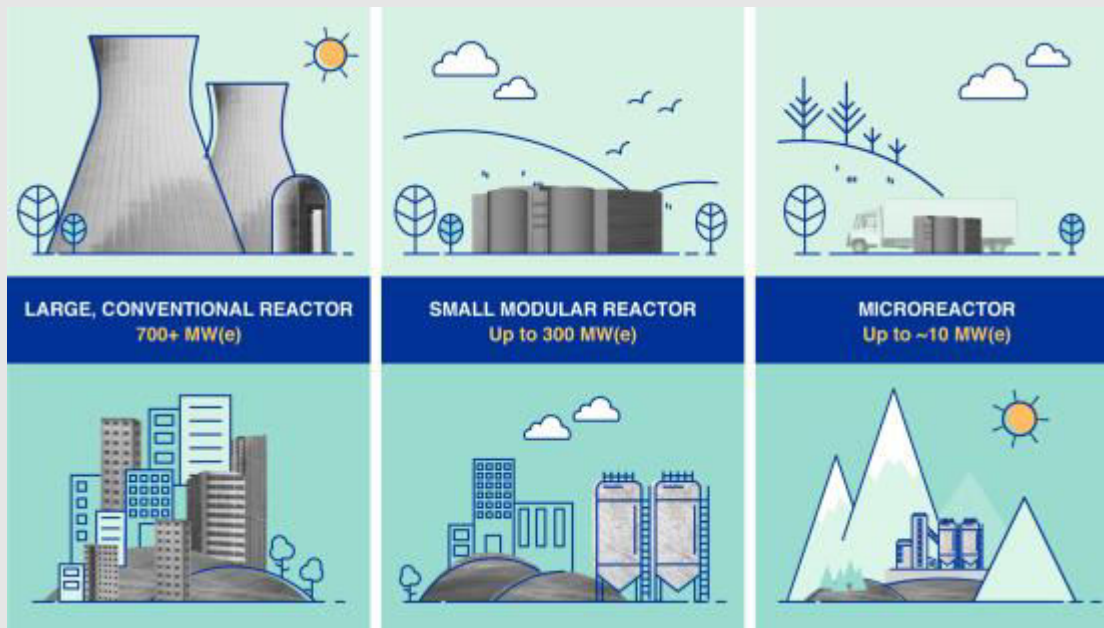 LARGE, CONVENTIONAL REACTOR
700+ MW(e)
SMALL MODULAR REACTOR
Up to 300 MW(e)
MICROREACTOR
Up to ~10 MW(e)